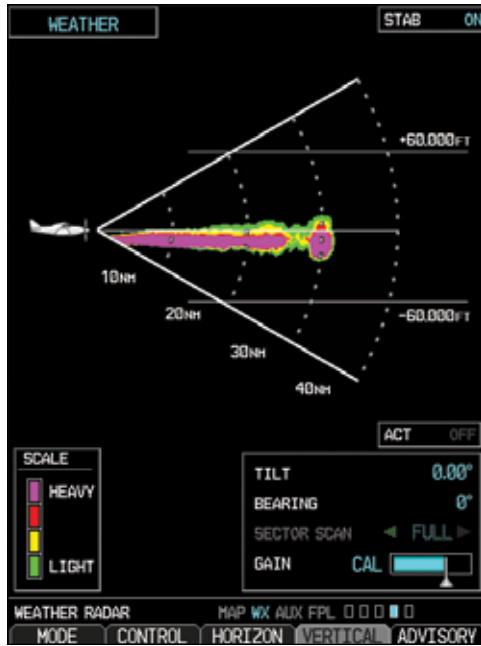 WEATHER
STAB ON
+60.000FT
10NM
20NM
-60.000FT
30NM
40NM
ACT OFF
SCALE
HEAVY
LIGHT
TILT 0.00°
BEARING 0°
SECTOR SCAN FULL
GAIN CAL
WEATHER RADAR MAP WX AUX FPL
MODE CONTROL HORIZON VERTICAL ADVISORY